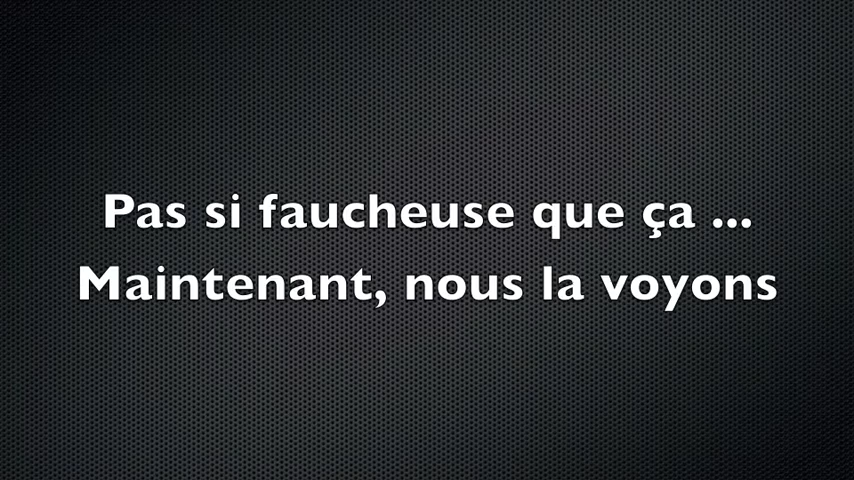 Pas si faucheuse que ça ...
Maintenant, nous la voyons